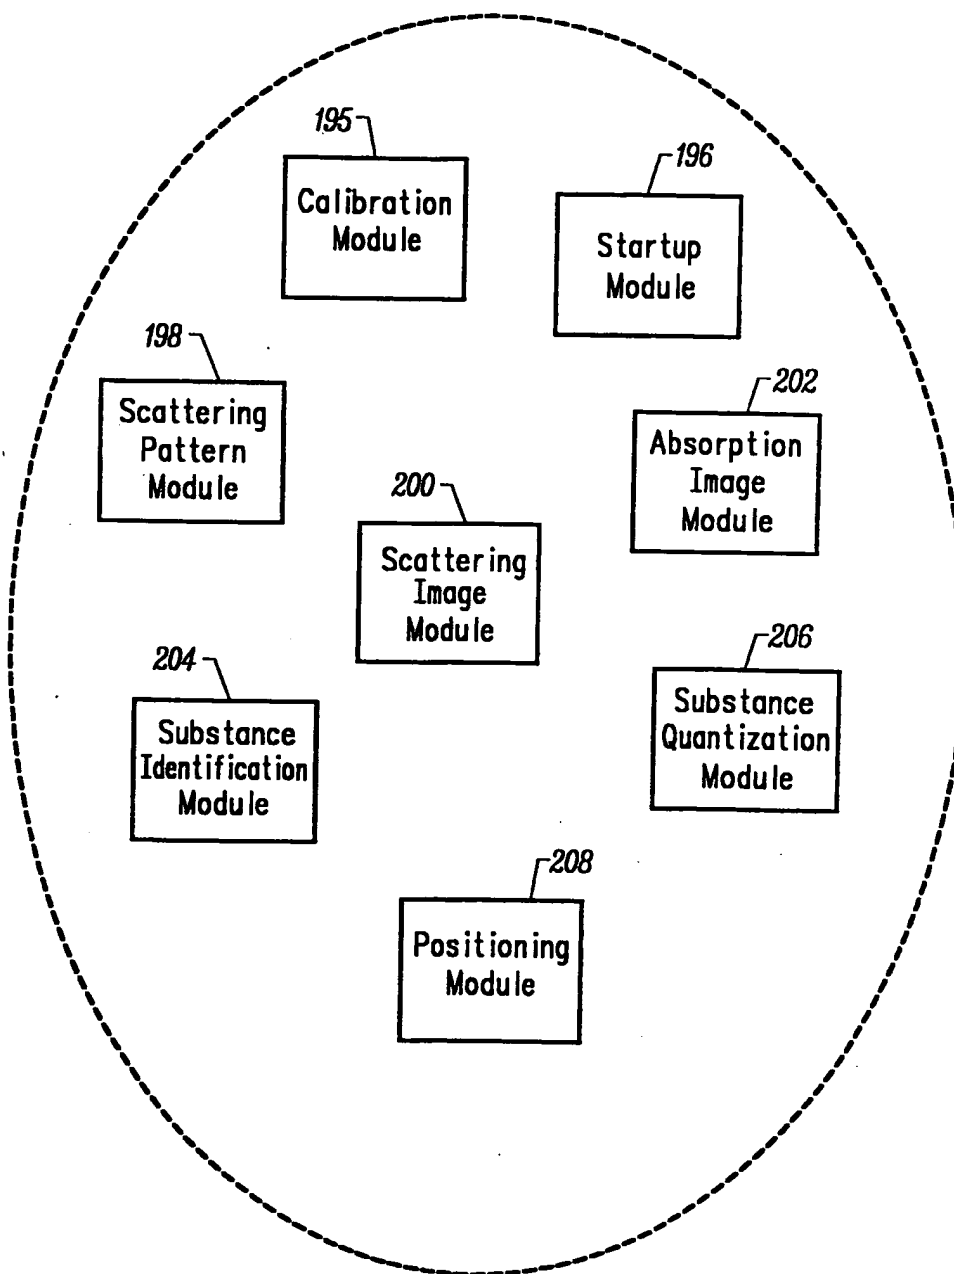 195
Calibration
Module
196
Startup
Module
198
Scattering
Pattern
Module
202
Absorption
Image
Module
200
Scattering
Image
Module
204
Substance
Identification
Module
206
Substance
Quantization
Module
208
Positioning
Module